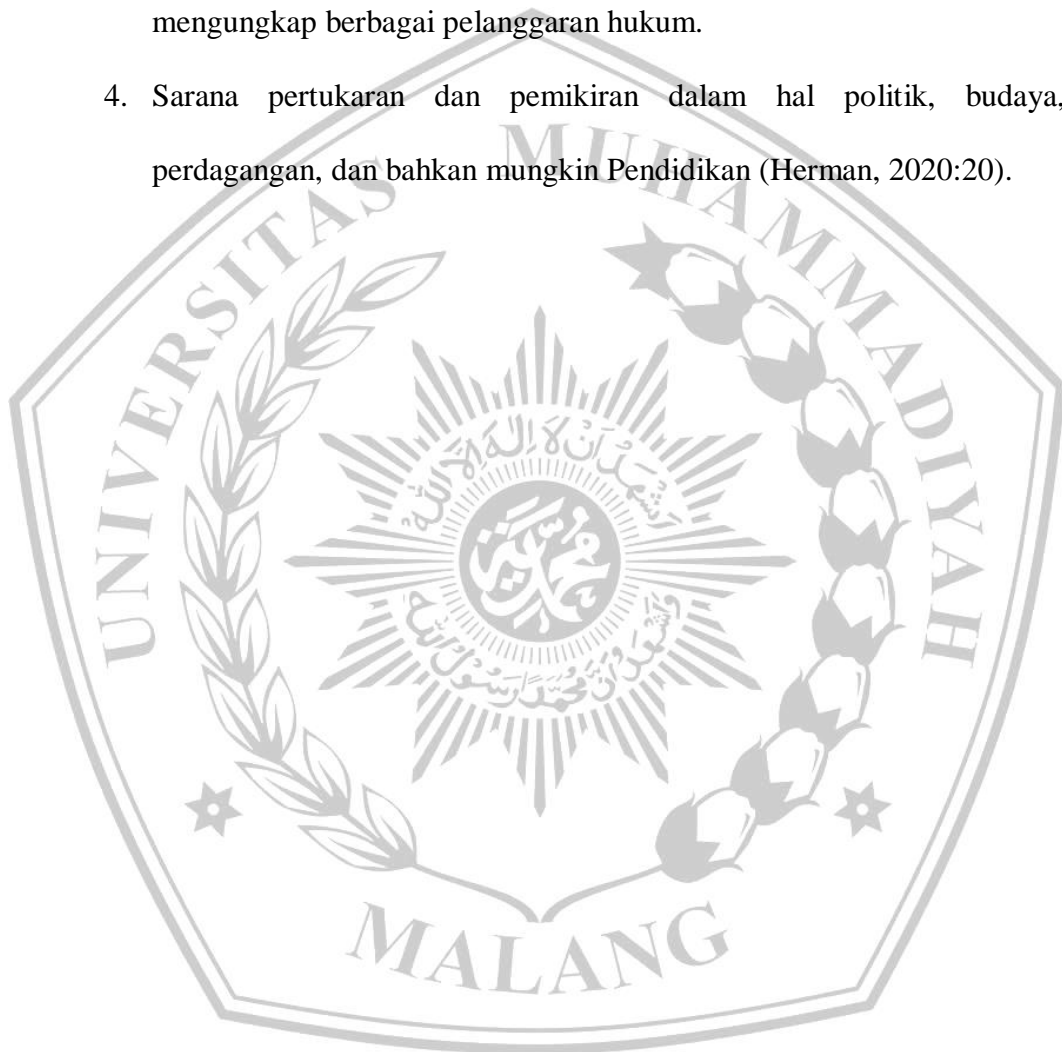 mengungkap berbagai pelanggaran hukum.
4. Sarana pertukaran dan pemikiran dalam hal politik, budaya,
perdagangan, dan bahkan mungkin Pendidikan (Herman, 2020:20).
UNIVERSITAS MUHAMMADIYAH
MALANG